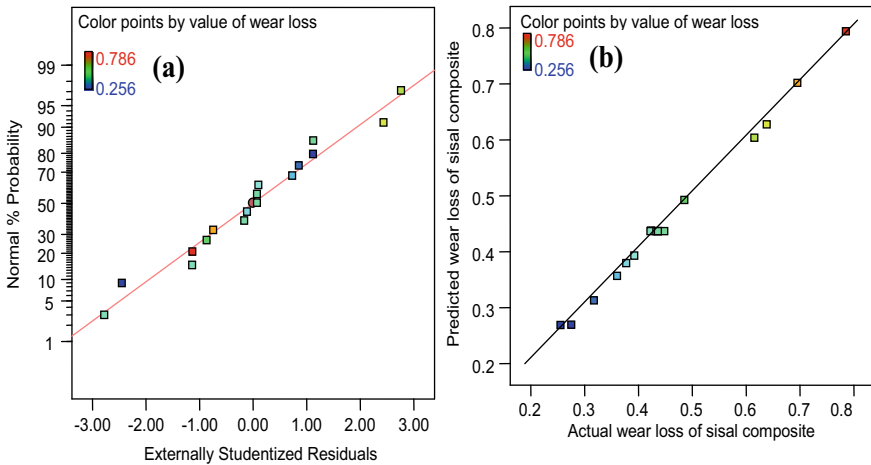 Color points by value of wear loss
0.786
0.256
(a)
Normal % Probability
99
95
90
80
70
50
30
20
10
5
1
-3.00 -2.00 -1.00 0.00 1.00 2.00 3.00
Externally Studentized Residuals
Color points by value of wear loss
0.786
0.256
(b)
Predicted wear loss of sisal composite
0.8
0.7
0.6
0.5
0.4
0.3
0.2
0.2 0.3 0.4 0.5 0.6 0.7 0.8
Actual wear loss of sisal composite